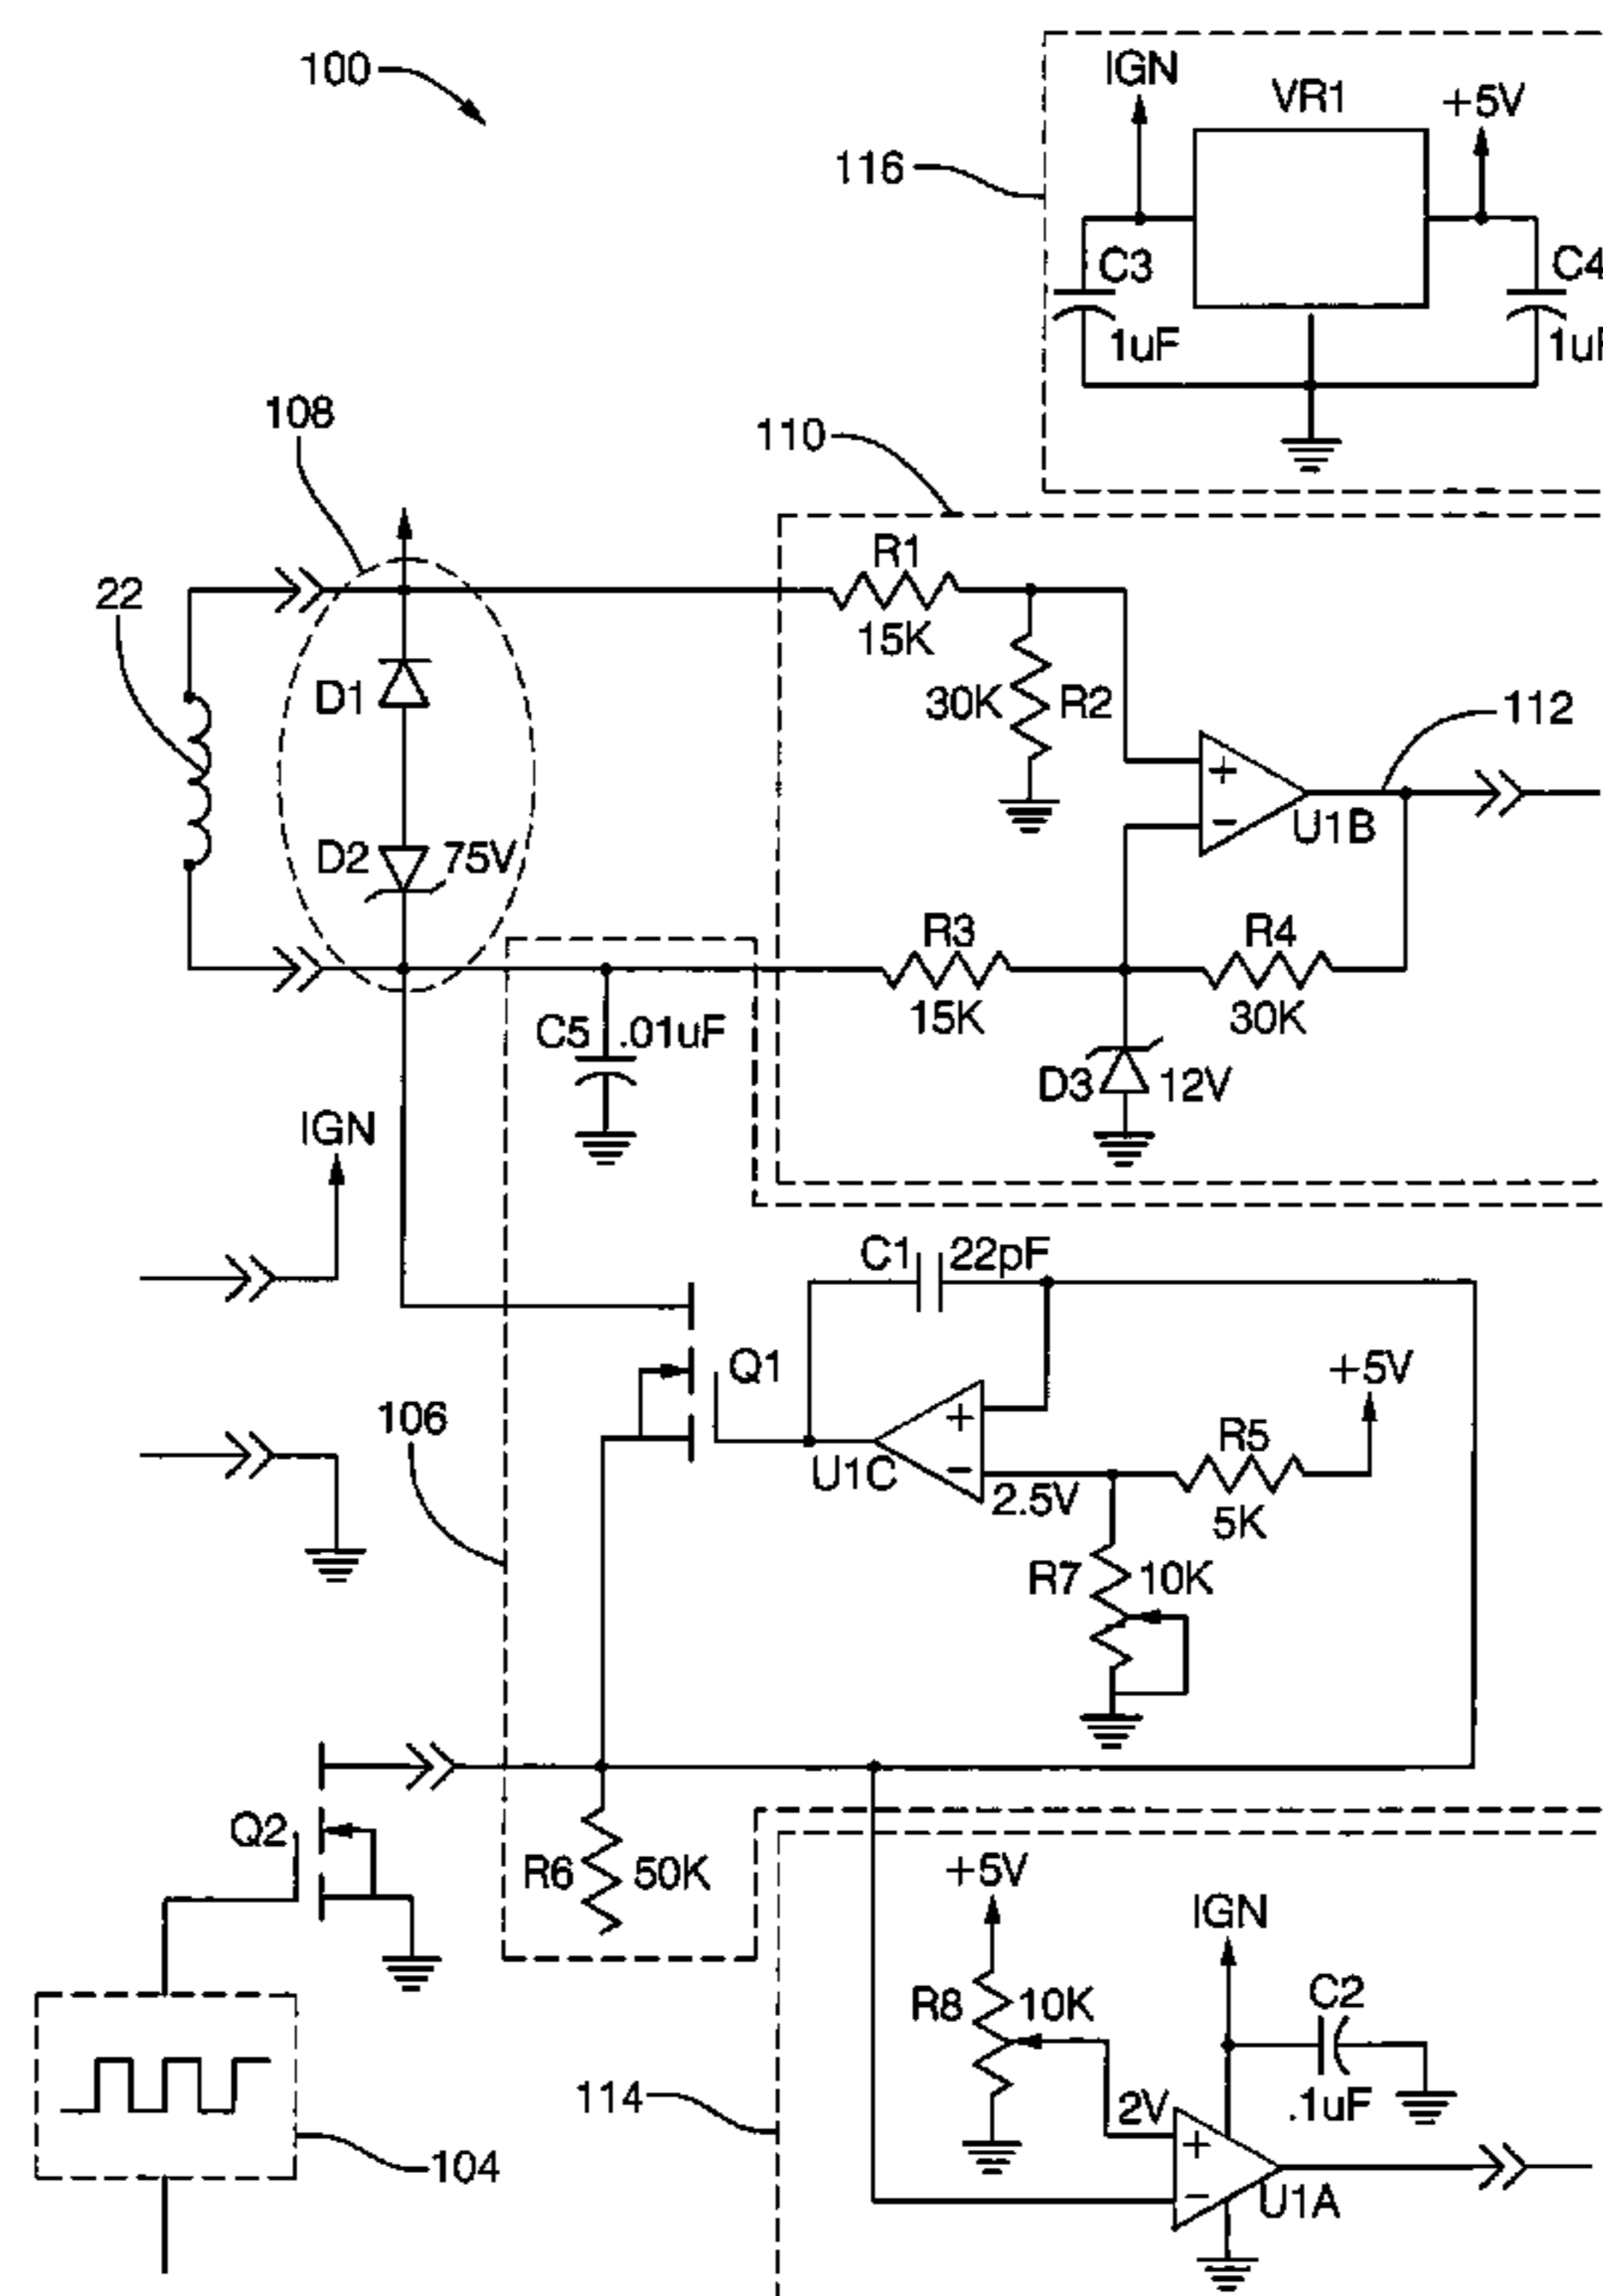 100
IGN
VR1
+5V
116
C3
1uF
C4
1uF
108
110
22
R1
15K
30K
R2
112
D1
+
−
U1B
D2
75V
R3
15K
R4
30K
C5
.01uF
D3
12V
IGN
C1
22pF
Q1
+5V
106
+
−
U1C
2.5V
R5
5K
R7
10K
Q2
R6
50K
+5V
IGN
R8
10K
C2
.1uF
114
2V
+
−
U1A
104